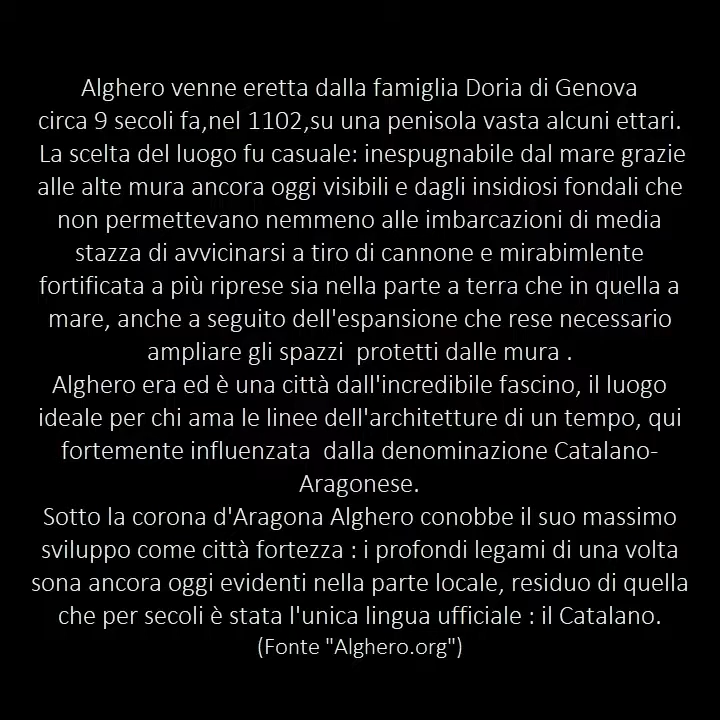 Alghero venne eretta dalla famiglia Doria di Genova
circa 9 secoli fa,nel 1102,su una penisola vasta alcuni ettari.
La scelta del luogo fu casuale: inespugnabile dal mare grazie
alle alte mura ancora oggi visibili e dagli insidiosi fondali che
non permettevano nemmeno alle imbarcazioni di media
stazza di avvicinarsi a tiro di cannone e mirabimlente
fortificata a più riprese sia nella parte a terra che in quella a
mare, anche a seguito dell'espansione che rese necessario
ampliare gli spazzi  protetti dalle mura .
Alghero era ed è una città dall'incredibile fascino, il luogo
ideale per chi ama le linee dell'architetture di un tempo, qui
fortemente influenzata  dalla denominazione Catalano-
Aragonese.
Sotto la corona d'Aragona Alghero conobbe il suo massimo
sviluppo come città fortezza : i profondi legami di una volta
sona ancora oggi evidenti nella parte locale, residuo di quella
che per secoli è stata l'unica lingua ufficiale : il Catalano.
(Fonte "Alghero.org")